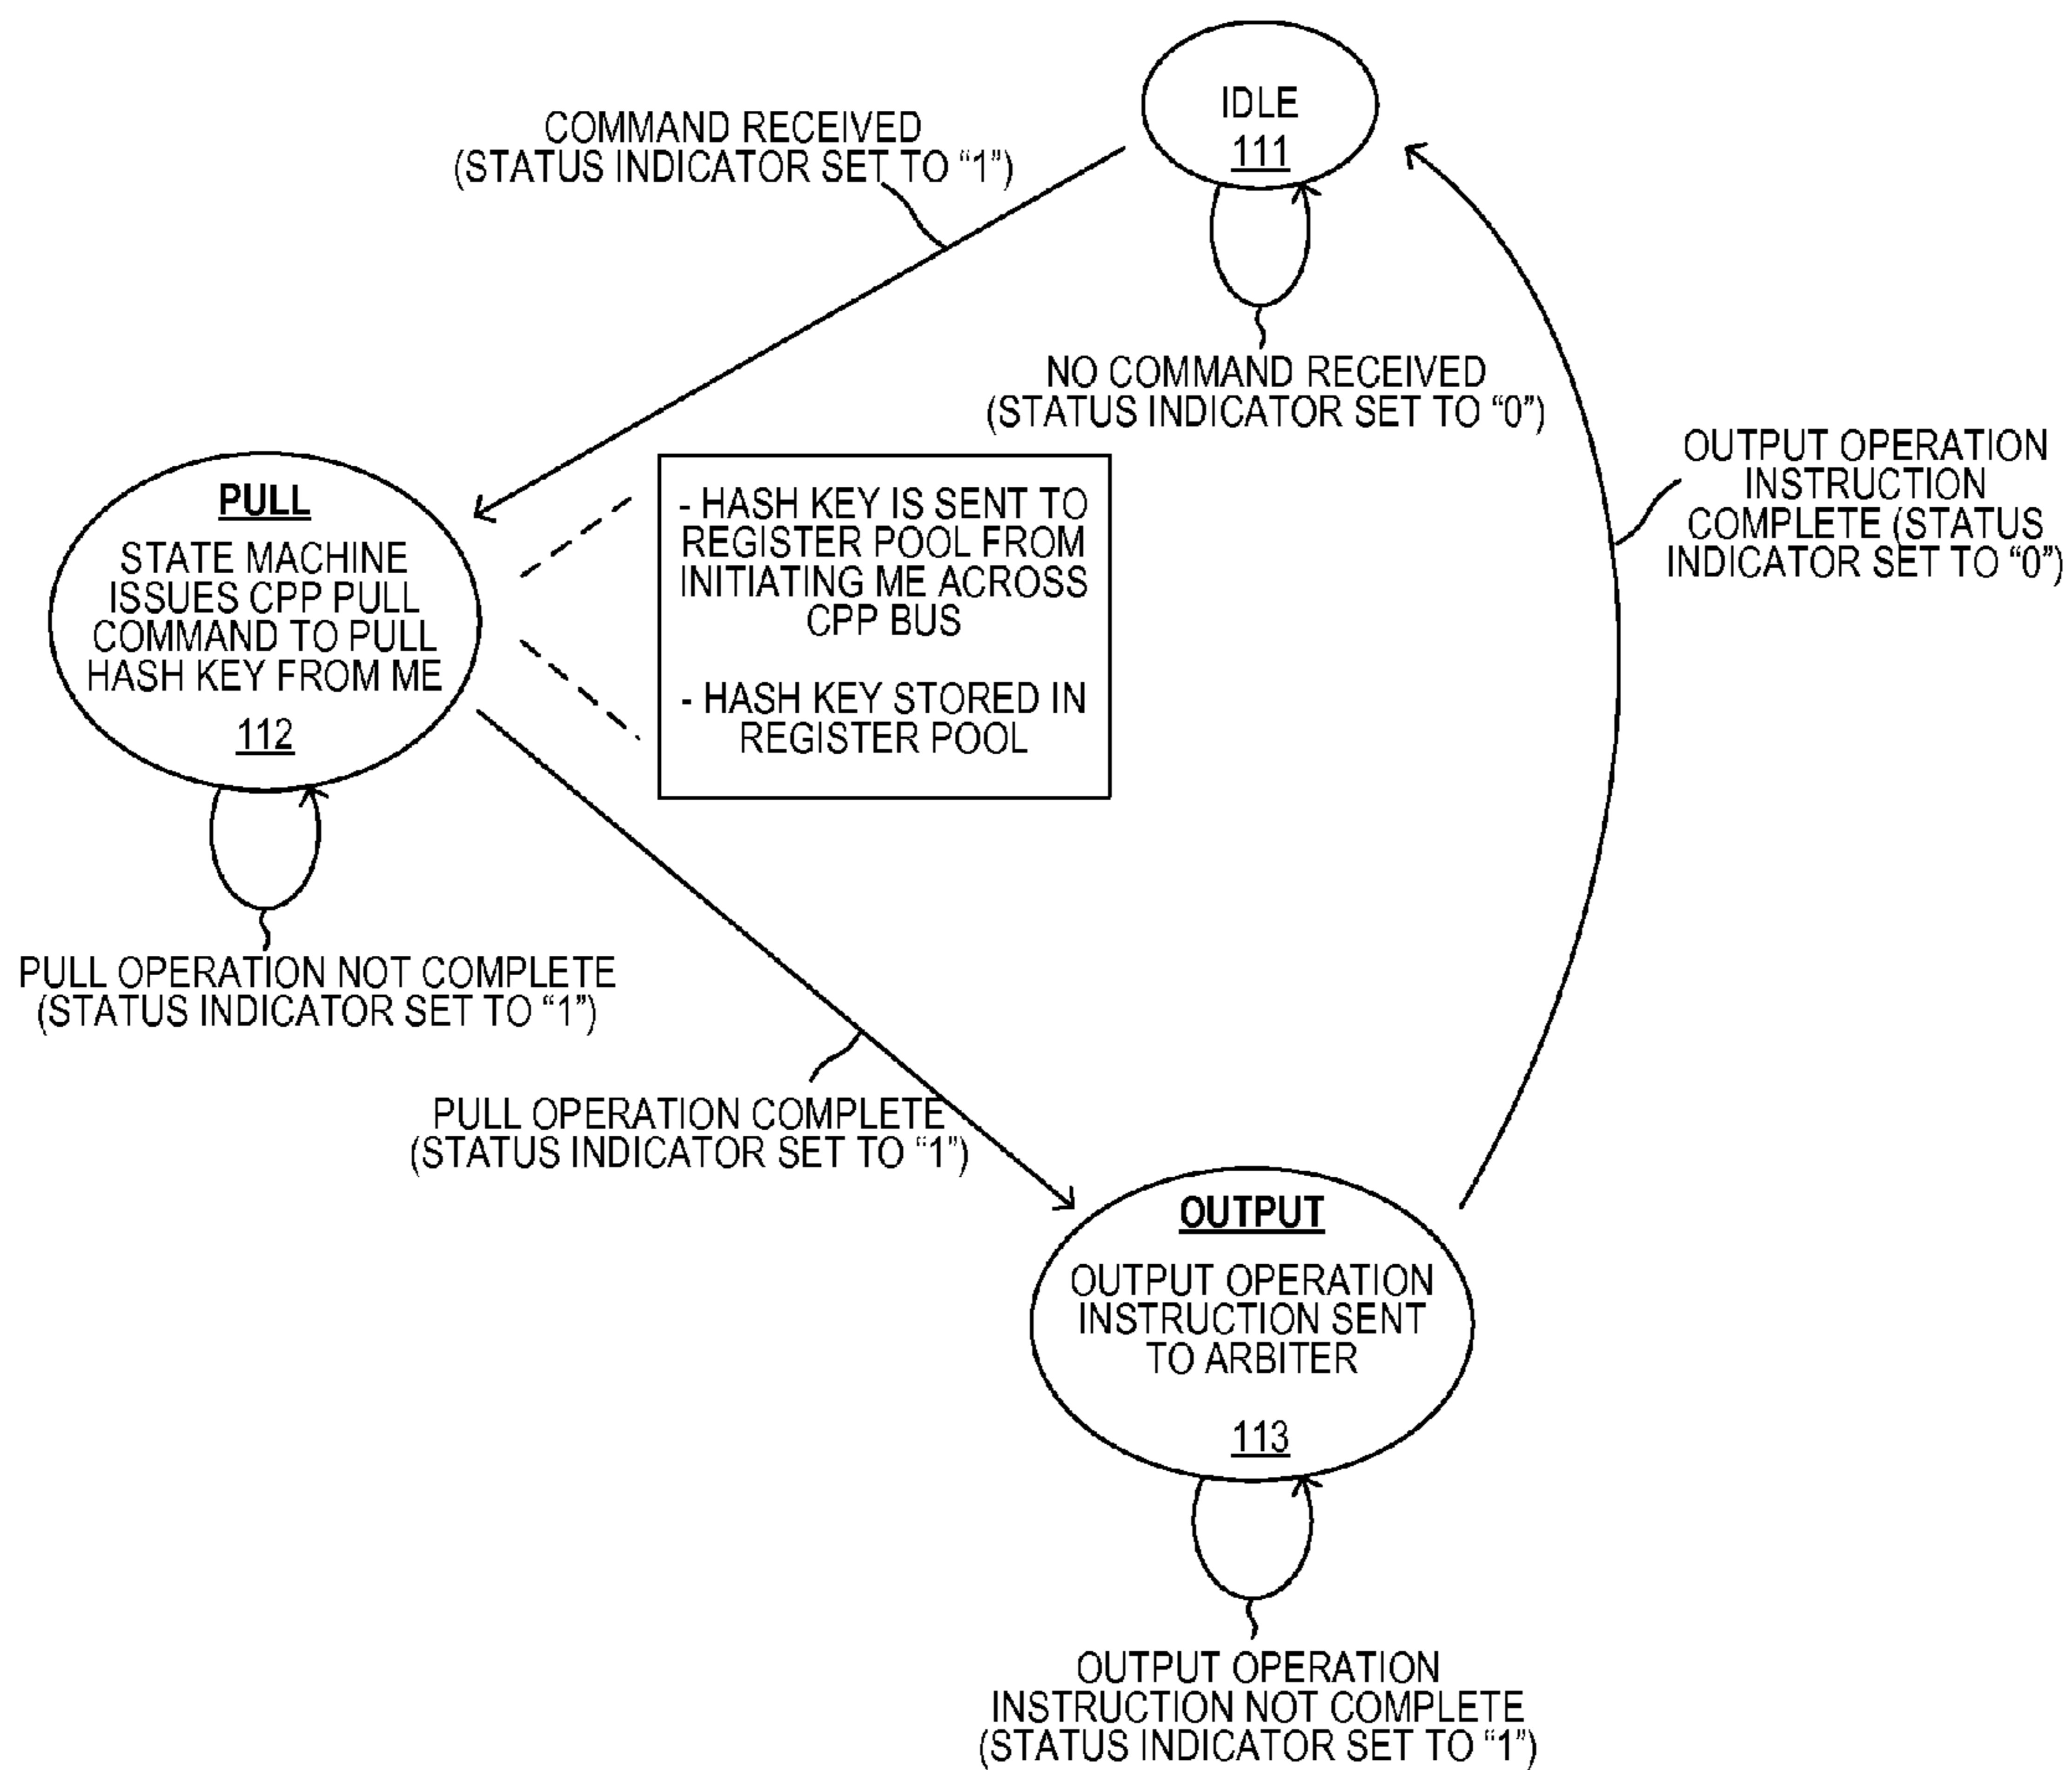 IDLE
111
COMMAND RECEIVED
(STATUS INDICATOR SET TO “1”)
NO COMMAND RECEIVED
(STATUS INDICATOR SET TO “0”)
OUTPUT OPERATION
INSTRUCTION
COMPLETE (STATUS
INDICATOR SET TO “0”)
PULL
STATE MACHINE
ISSUES CPP PULL
COMMAND TO PULL
HASH KEY FROM ME
112
- HASH KEY IS SENT TO
REGISTER POOL FROM
INITIATING ME ACROSS
CPP BUS
- HASH KEY STORED IN
REGISTER POOL
PULL OPERATION NOT COMPLETE
(STATUS INDICATOR SET TO “1”)
PULL OPERATION COMPLETE
(STATUS INDICATOR SET TO “1”)
OUTPUT
OUTPUT OPERATION
INSTRUCTION SENT
TO ARBITER
113
OUTPUT OPERATION
INSTRUCTION NOT COMPLETE
(STATUS INDICATOR SET TO “1”)